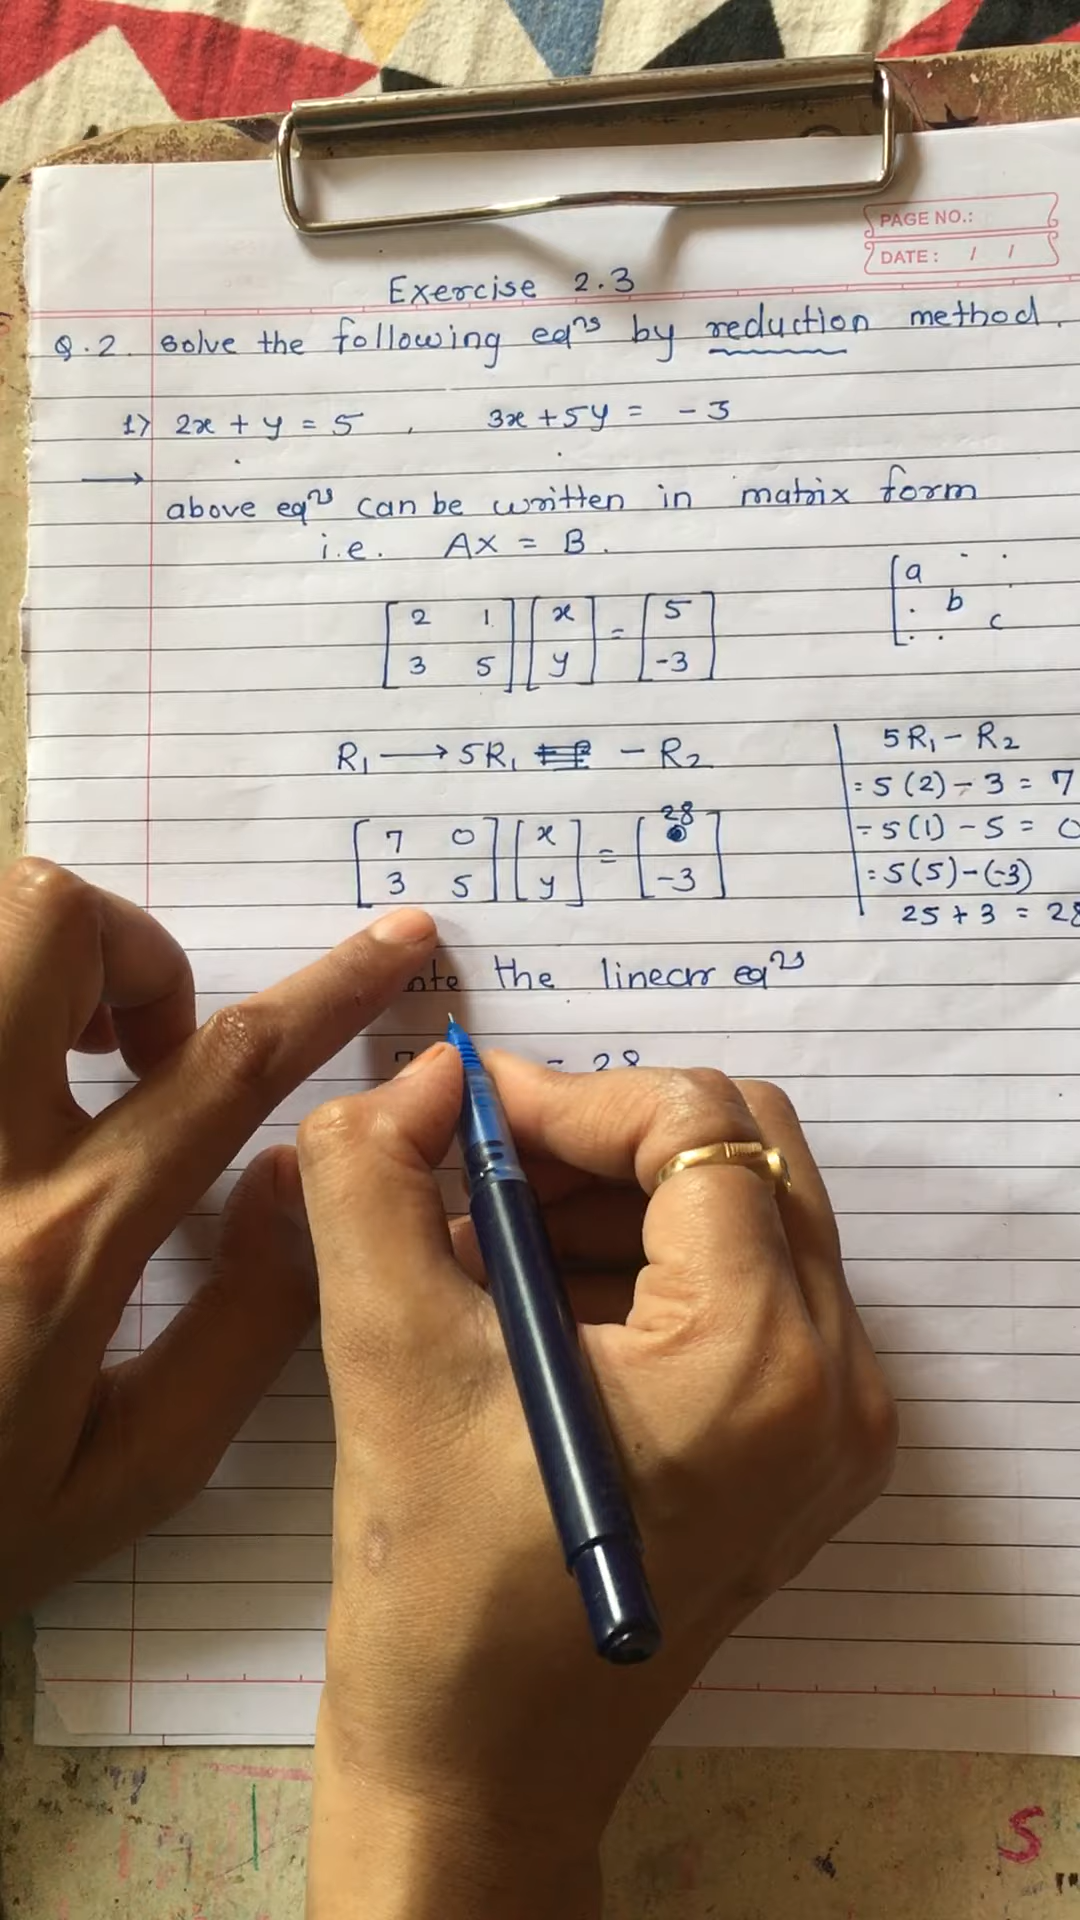 PAGE NO.:
DATE: / /
Exercise 2.3
Q.2. solve the following eqⁿˢ by reduction method.
1) 2x + y = 5 , 3x + 5y = -3
→
above eqⁿˢ can be written in matrix form
i.e. AX = B.
[a . .
. b
. . c
[2 1] [x] = [5]
[3 5] [y] = [-3]
R₁ → 5R₁ - R₂
5R₁ - R₂
= 5(2) - 3 = 7
= 5(1) - 5 = 0
= 5(5) - (-3)
25 + 3 = 28
[7 0] [x] = [28]
[3 5] [y] = [-3]
the linear eqⁿˢ
= 28
S